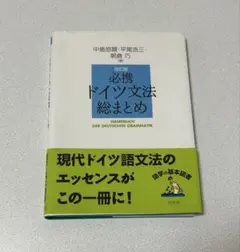 中島悠爾・平尾浩三・
朝倉 巧
著
改訂版
必携
ドイツ文法
総まとめ
HANDBUCH
DER DEUTSCHEN GRAMMATIK
現代ドイツ語文法の
エッセンスが
この一冊に!
語学の基本図書
白水社